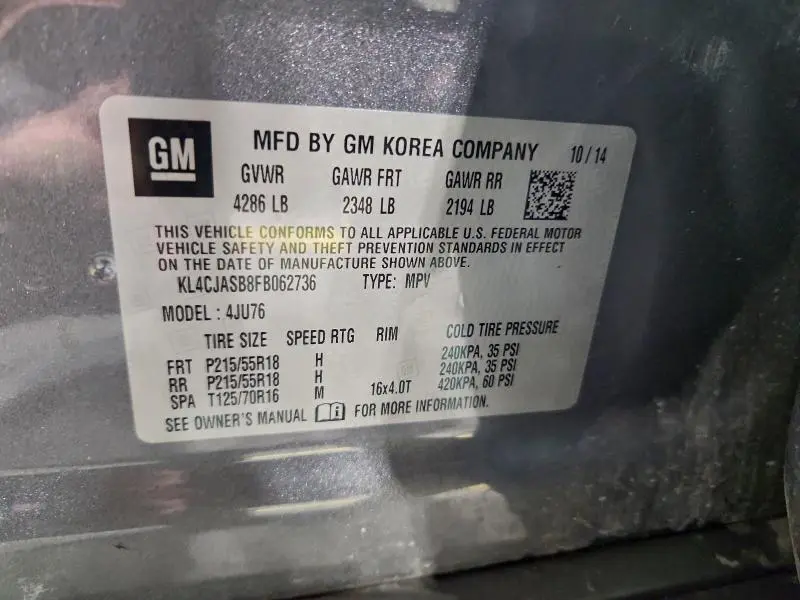 GM MFD BY GM KOREA COMPANY 10/14
GVWR GAWR FRT GAWR RR
4286 LB 2348 LB 2194 LB
THIS VEHICLE CONFORMS TO ALL APPLICABLE U.S. FEDERAL MOTOR
VEHICLE SAFETY AND THEFT PREVENTION STANDARDS IN EFFECT
ON THE DATE OF MANUFACTURE SHOWN ABOVE.
KL4CJASB8FB062736 TYPE: MPV
MODEL : 4JU76
TIRE SIZE SPEED RTG RIM COLD TIRE PRESSURE
FRT P215/55R18 H 240KPA, 35 PSI
RR P215/55R18 H 240KPA, 35 PSI
SPA T125/70R16 M 16x4.0T 420KPA, 60 PSI
SEE OWNER'S MANUAL FOR MORE INFORMATION.